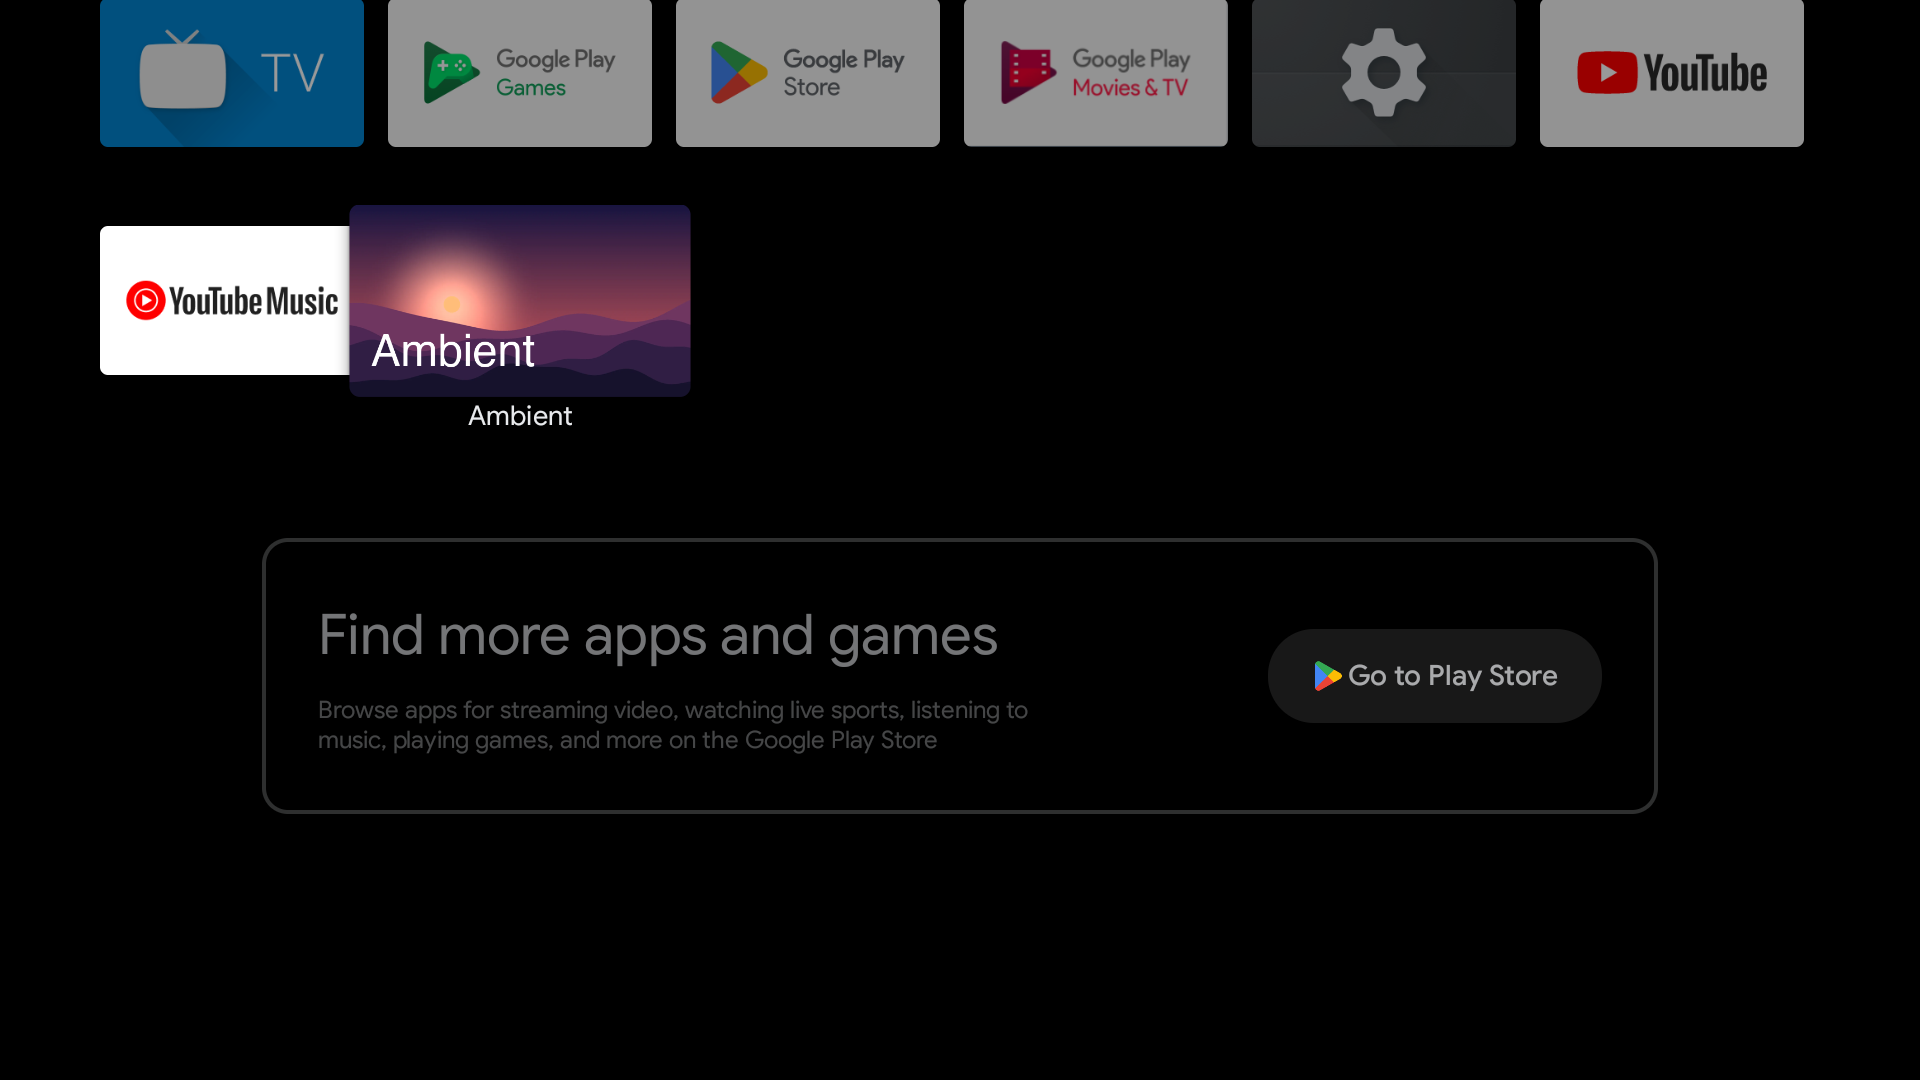 TV
Google Play
Games
Google Play
Store
Google Play
Movies & TV
YouTube
YouTube Music
Ambient
Ambient
Find more apps and games
Browse apps for streaming video, watching live sports, listening to
music, playing games, and more on the Google Play Store
Go to Play Store